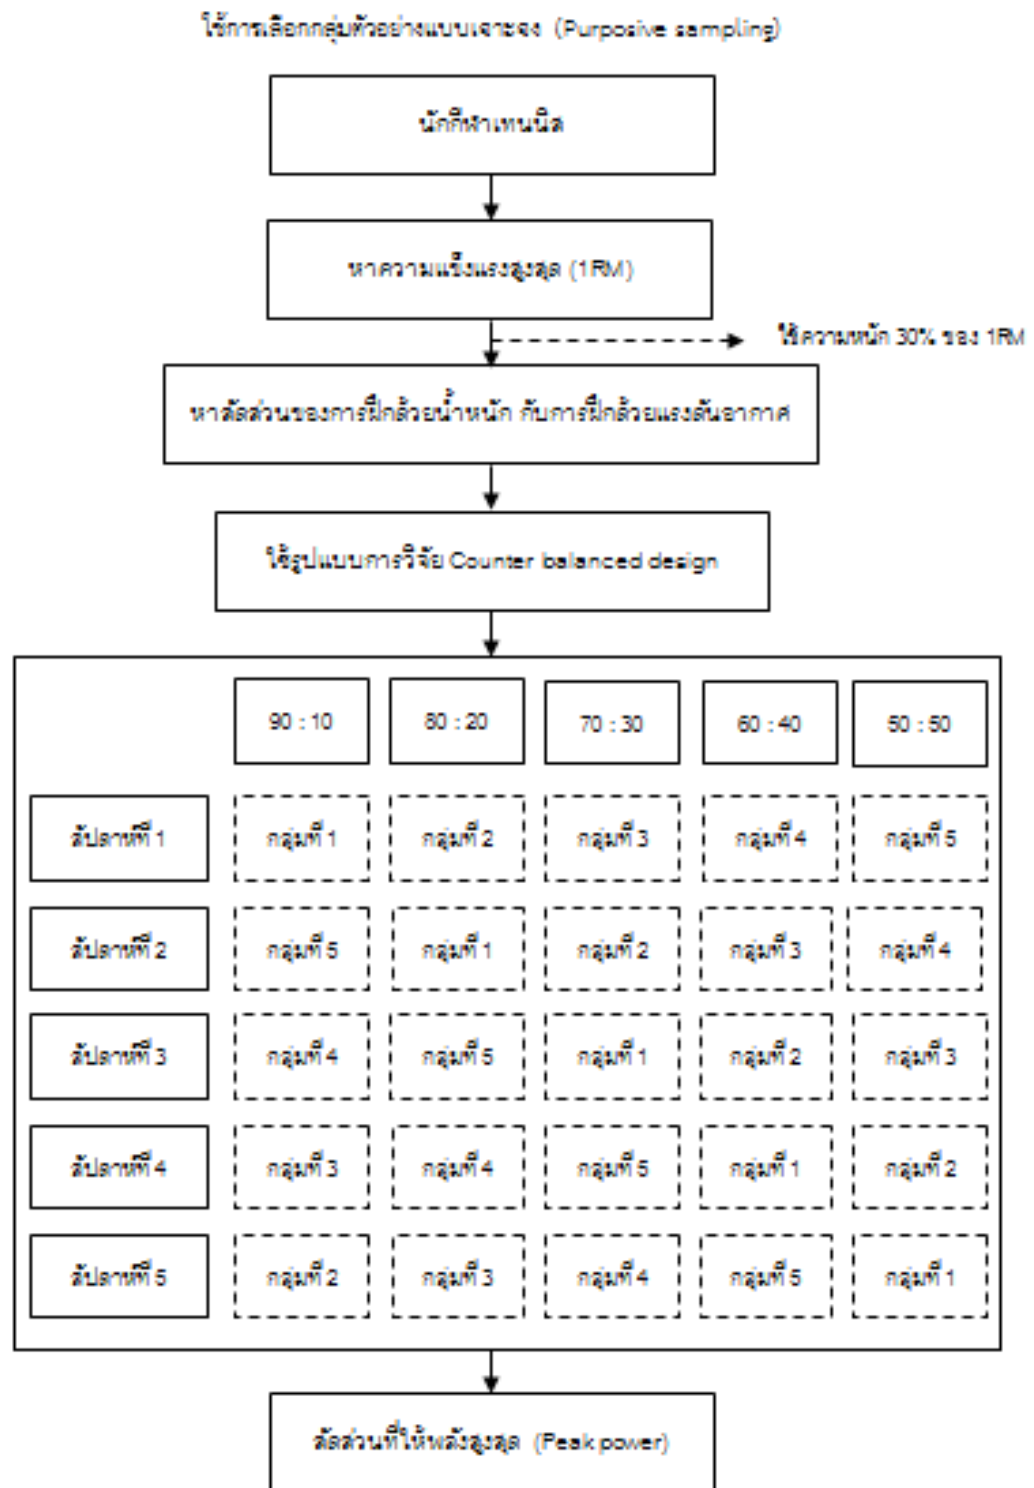 ใช้การเลือกกลุ่มตัวอย่างแบบเจาะจง (Purposive sampling)
นักกีฬาเทนนิส
หาความแข็งแรงสูงสุด (1RM)
ใช้ความหนัก 30% ของ 1RM
หาสัดส่วนของการฝึกด้วยน้ำหนัก กับการฝึกด้วยแรงดันอากาศ
ใช้รูปแบบการวิจัย Counter balanced design
90 : 10 80 : 20 70 : 30 60 : 40 50 : 50
สัปดาห์ที่ 1 กลุ่มที่ 1 กลุ่มที่ 2 กลุ่มที่ 3 กลุ่มที่ 4 กลุ่มที่ 5
สัปดาห์ที่ 2 กลุ่มที่ 5 กลุ่มที่ 1 กลุ่มที่ 2 กลุ่มที่ 3 กลุ่มที่ 4
สัปดาห์ที่ 3 กลุ่มที่ 4 กลุ่มที่ 5 กลุ่มที่ 1 กลุ่มที่ 2 กลุ่มที่ 3
สัปดาห์ที่ 4 กลุ่มที่ 3 กลุ่มที่ 4 กลุ่มที่ 5 กลุ่มที่ 1 กลุ่มที่ 2
สัปดาห์ที่ 5 กลุ่มที่ 2 กลุ่มที่ 3 กลุ่มที่ 4 กลุ่มที่ 5 กลุ่มที่ 1
สัดส่วนที่ให้พลังสูงสุด (Peak power)